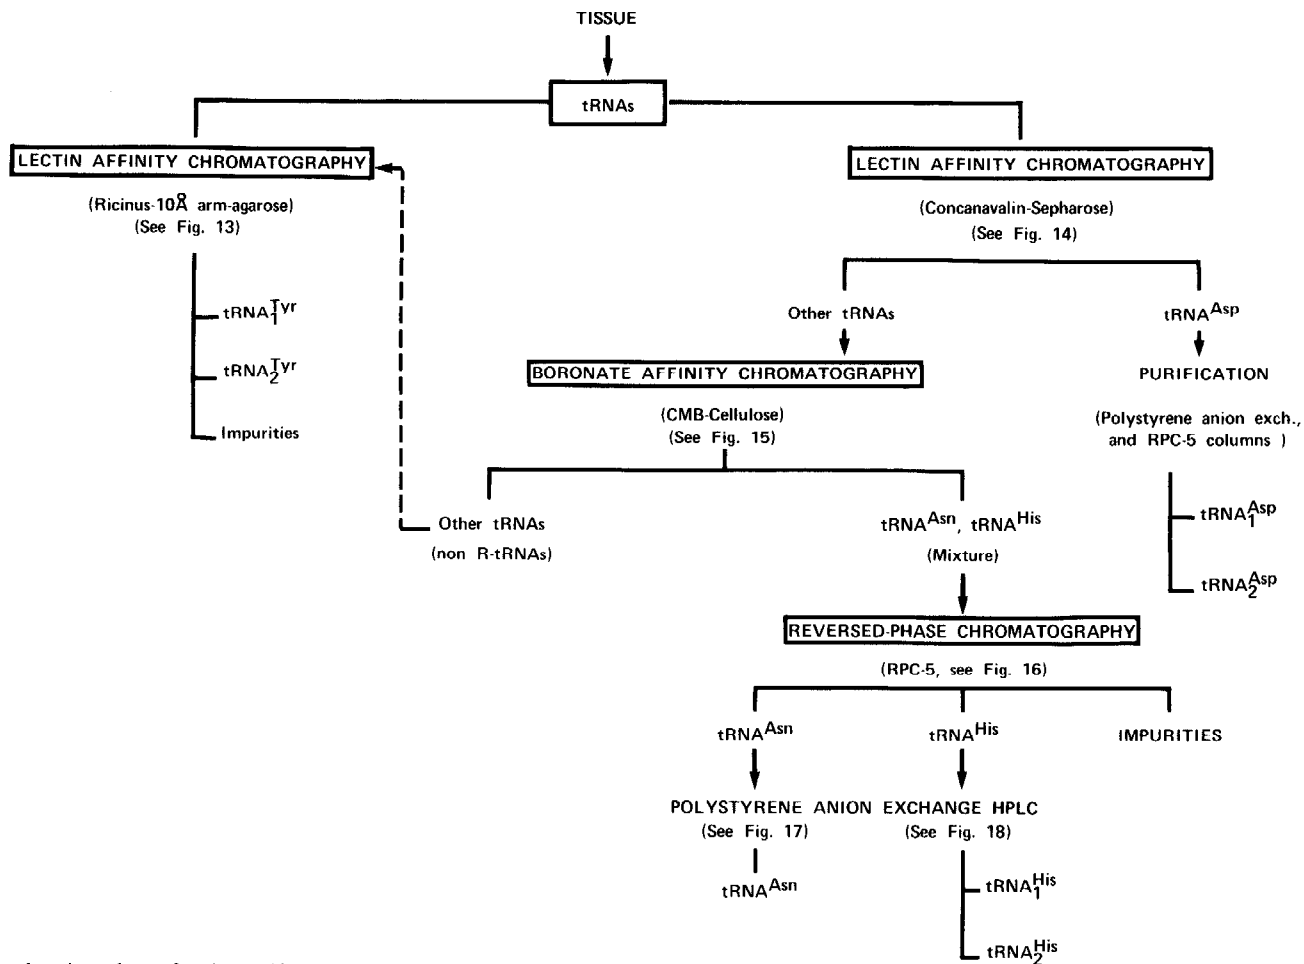 TISSUE
tRNAs
LECTIN AFFINITY CHROMATOGRAPHY
(Ricinus-10Å arm-agarose)
(See Fig. 13)
tRNA1Tyr
tRNA2Tyr
Impurities
LECTIN AFFINITY CHROMATOGRAPHY
(Concanavalin-Sepharose)
(See Fig. 14)
Other tRNAs
tRNAAsp
BORONATE AFFINITY CHROMATOGRAPHY
(CMB-Cellulose)
(See Fig. 15)
PURIFICATION
(Polystyrene anion exch.,
and RPC-5 columns )
tRNA1Asp
tRNA2Asp
Other tRNAs
(non R-tRNAs)
tRNAAsn, tRNAHis
(Mixture)
REVERSED-PHASE CHROMATOGRAPHY
(RPC-5, see Fig. 16)
tRNAAsn
tRNAHis
IMPURITIES
POLYSTYRENE ANION EXCHANGE HPLC
(See Fig. 17)
(See Fig. 18)
tRNAAsn
tRNA1His
tRNA2His